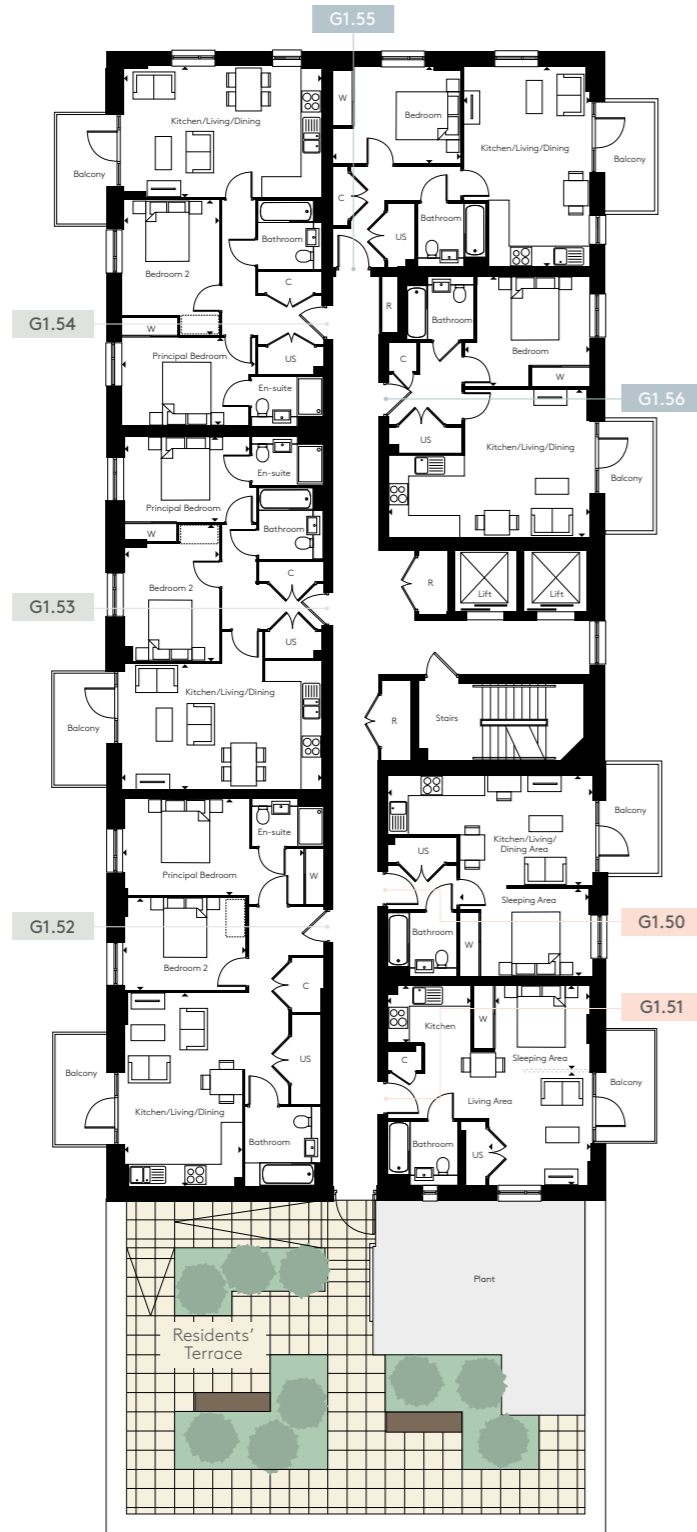 G1.55
W
Bedroom
Kitchen/Living/Dining
Kitchen/Living/Dining
Balcony
Balcony
C
Bathroom
US
Bathroom
Bedroom 2
C
R
Bathroom
G1.54
W
US
C
Bedroom
Principal Bedroom
En-suite
W
G1.56
US
Kitchen/Living/Dining
Balcony
En-suite
Principal Bedroom
W
Bathroom
Bedroom 2
C
R
Lift
Lift
G1.53
US
Kitchen/Living/Dining
Balcony
R
Stairs
Balcony
En-suite
Principal Bedroom
W
US
Kitchen/Living/
Dining Area
Sleeping Area
G1.52
Bathroom
W
G1.50
Bedroom 2
C
G1.51
Kitchen
W
Sleeping Area
US
C
Balcony
Balcony
Living Area
Kitchen/Living/Dining
Bathroom
Bathroom
US
Plant
Residents’
Terrace